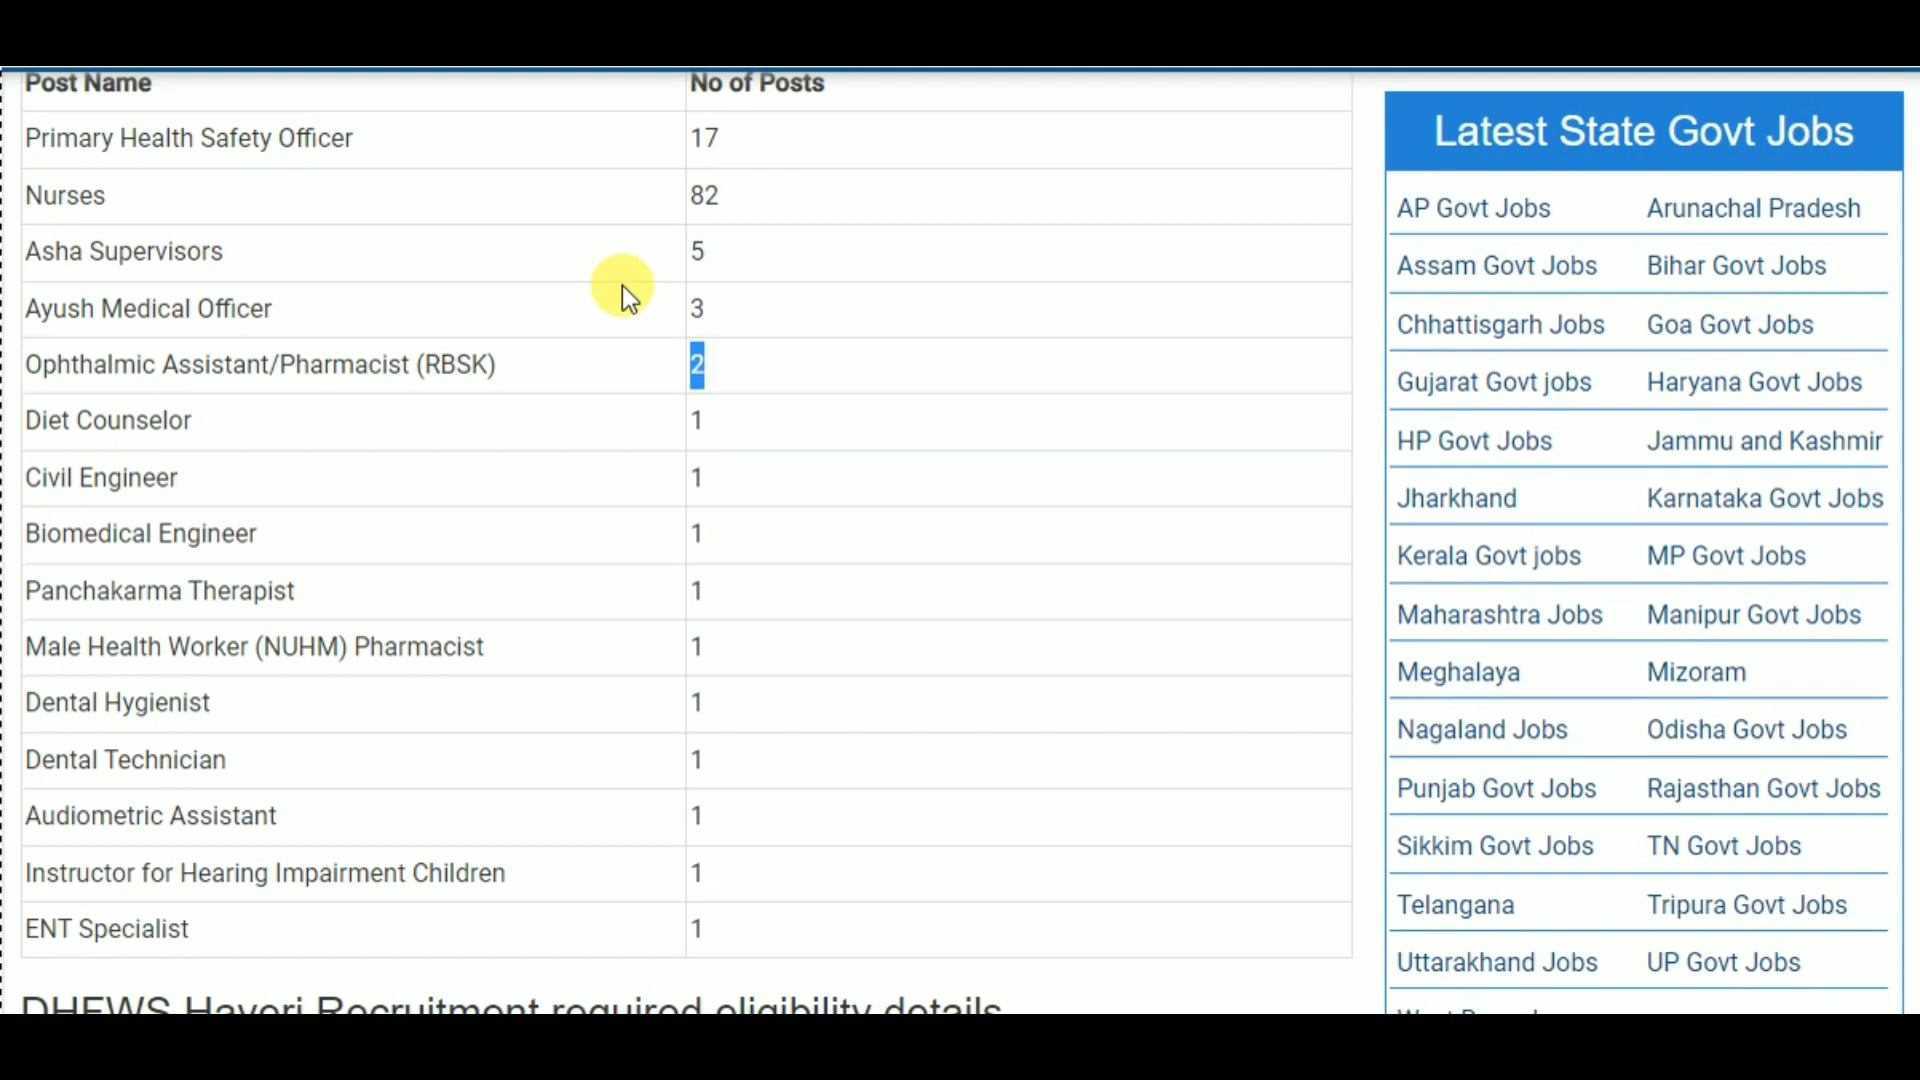 Post Name No of Posts
Primary Health Safety Officer 17
Nurses 82
Asha Supervisors 5
Ayush Medical Officer 3
Ophthalmic Assistant/Pharmacist (RBSK) 2
Diet Counselor 1
Civil Engineer 1
Biomedical Engineer 1
Panchakarma Therapist 1
Male Health Worker (NUHM) Pharmacist 1
Dental Hygienist 1
Dental Technician 1
Audiometric Assistant 1
Instructor for Hearing Impairment Children 1
ENT Specialist 1
DHFWS Haveri Recruitment required eligibility details
Latest State Govt Jobs
AP Govt Jobs Arunachal Pradesh
Assam Govt Jobs Bihar Govt Jobs
Chhattisgarh Jobs Goa Govt Jobs
Gujarat Govt jobs Haryana Govt Jobs
HP Govt Jobs Jammu and Kashmir
Jharkhand Karnataka Govt Jobs
Kerala Govt jobs MP Govt Jobs
Maharashtra Jobs Manipur Govt Jobs
Meghalaya Mizoram
Nagaland Jobs Odisha Govt Jobs
Punjab Govt Jobs Rajasthan Govt Jobs
Sikkim Govt Jobs TN Govt Jobs
Telangana Tripura Govt Jobs
Uttarakhand Jobs UP Govt Jobs